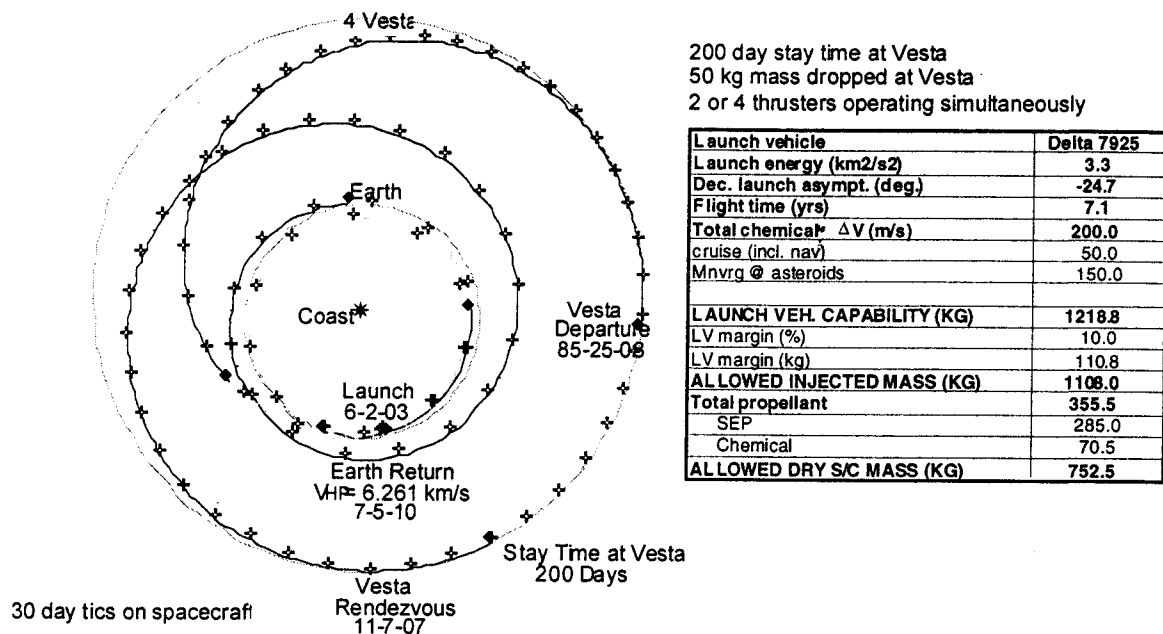 4 Vesta
Earth
Coast
Vesta
Departure
85-25-08
Launch
6-2-03
Earth Return
VHP= 6.261 km/s
7-5-10
Stay Time at Vesta
200 Days
Vesta
Rendezvous
11-7-07
30 day tics on spacecraft
200 day stay time at Vesta
50 kg mass dropped at Vesta
2 or 4 thrusters operating simultaneously
Launch vehicle Delta 7925
Launch energy (km2/s2) 3.3
Dec. launch asympt. (deg.) -24.7
Flight time (yrs) 7.1
Total chemical ΔV (m/s) 200.0
cruise (incl. nav) 50.0
Mnvrg @ asteroids 150.0
LAUNCH VEH. CAPABILITY (KG) 1218.8
LV margin (%) 10.0
LV margin (kg) 110.8
ALLOWED INJECTED MASS (KG) 1108.0
Total propellant 355.5
SEP 285.0
Chemical 70.5
ALLOWED DRY S/C MASS (KG) 752.5